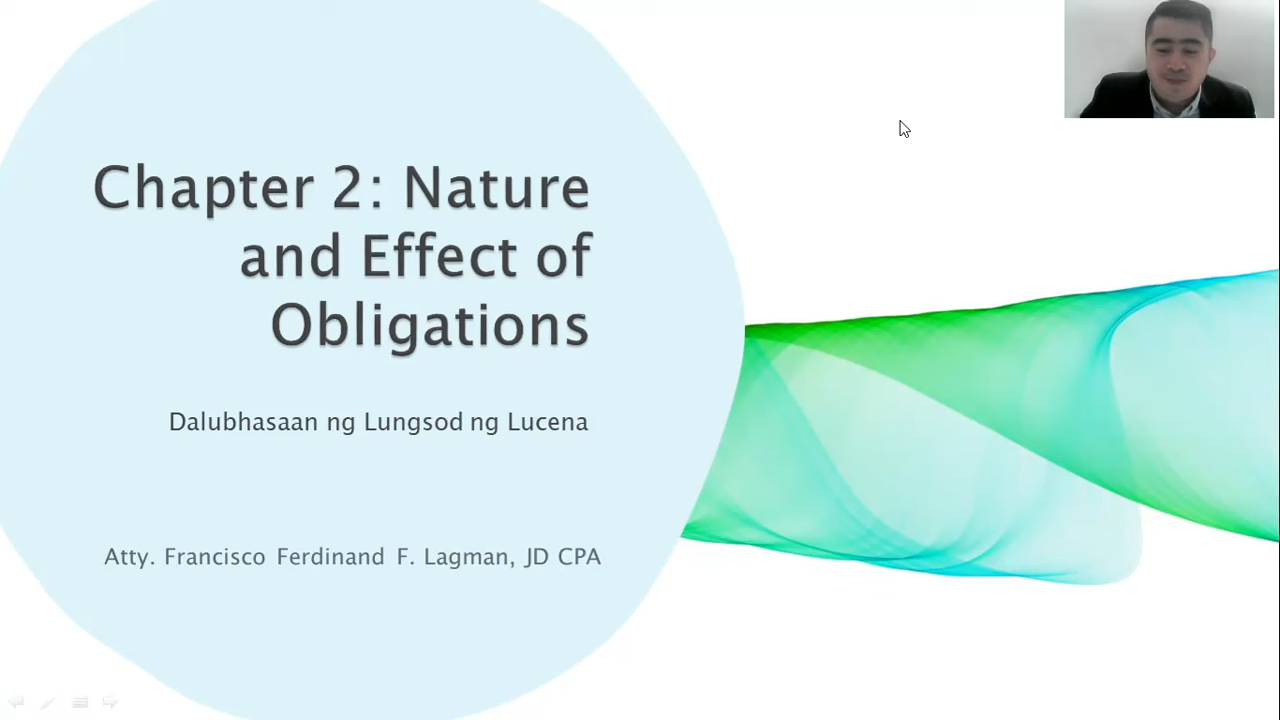 Chapter 2: Nature
and Effect of
Obligations
Dalubhasaan ng Lungsod ng Lucena
Atty. Francisco Ferdinand F. Lagman, JD CPA